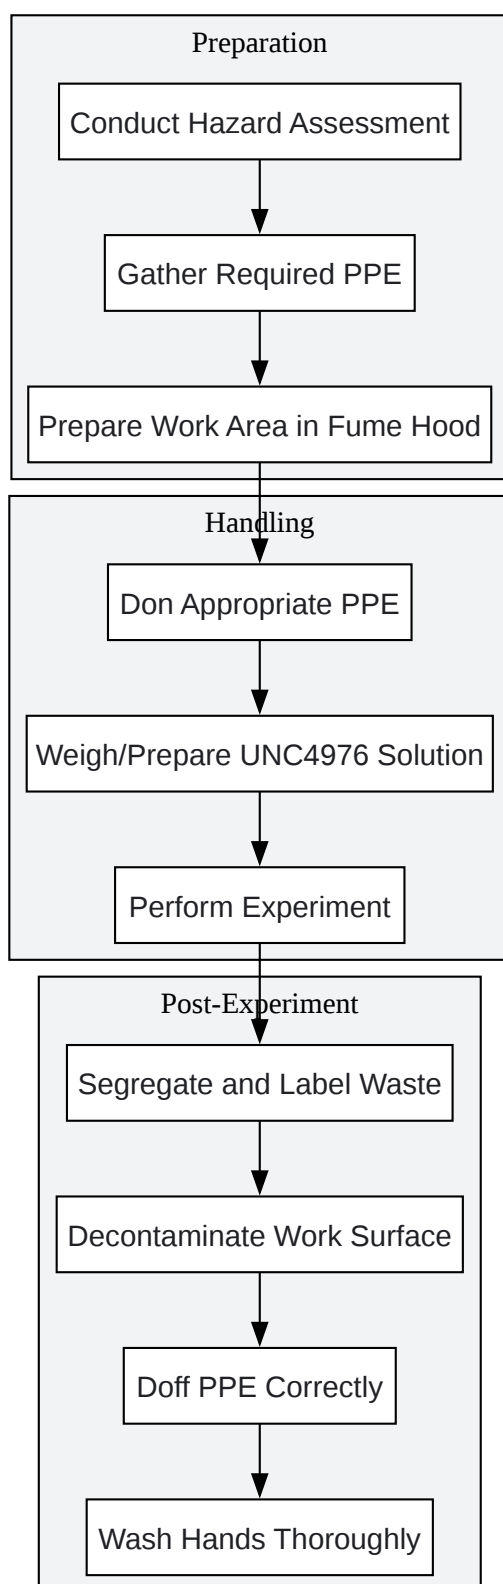 Preparation
Conduct Hazard Assessment
Gather Required PPE
Prepare Work Area in Fume Hood
Handling
Don Appropriate PPE
Weigh/Prepare UNC4976 Solution
Perform Experiment
Post-Experiment
Segregate and Label Waste
Decontaminate Work Surface
Doff PPE Correctly
Wash Hands Thoroughly